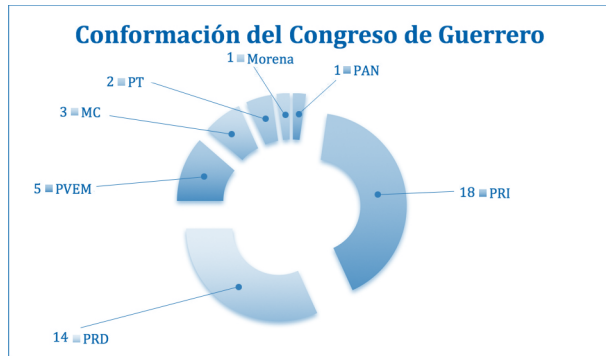 Conformación del Congreso de Guerrero
1 Morena
1 PAN
2 PT
3 MC
5 PVEM
18 PRI
14 PRD